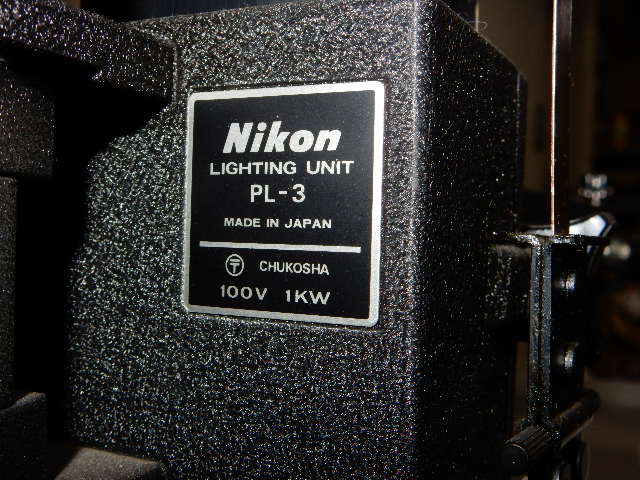 Nikon
LIGHTING UNIT
PL-3
MADE IN JAPAN
〒 CHUKOSHA
100V 1KW